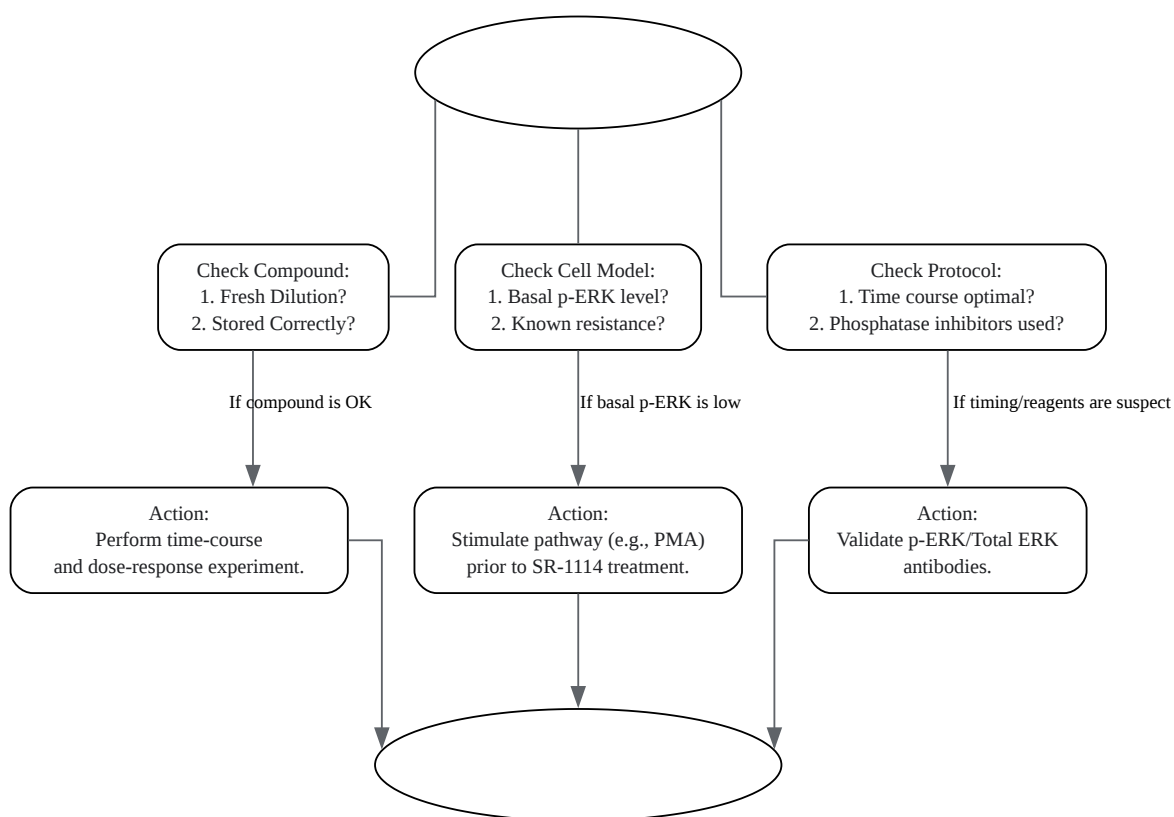 Check Compound:
1. Fresh Dilution?
2. Stored Correctly?
Check Cell Model:
1. Basal p-ERK level?
2. Known resistance?
Check Protocol:
1. Time course optimal?
2. Phosphatase inhibitors used?
If compound is OK
If basal p-ERK is low
If timing/reagents are suspect
Action:
Perform time-course
and dose-response experiment.
Action:
Stimulate pathway (e.g., PMA)
prior to SR-1114 treatment.
Action:
Validate p-ERK/Total ERK
antibodies.